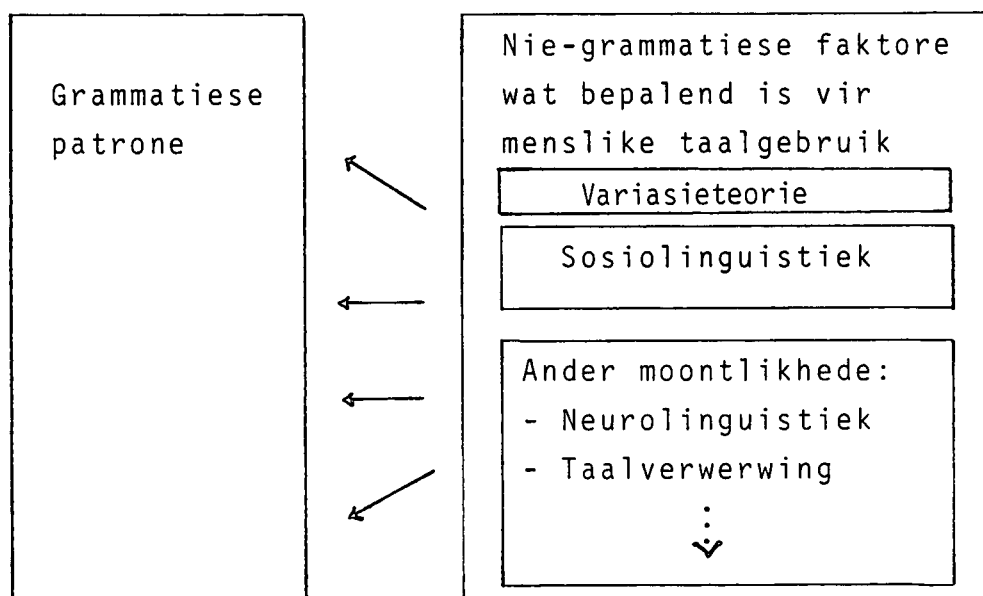 Grammatiese
patrone
Nie-grammatiese faktore
wat bepalend is vir
menslike taalgebruik
Variasieteorie
Sosiolinguistiek
Ander moontlikhede:
- Neurolinguistiek
- Taalverwerwing